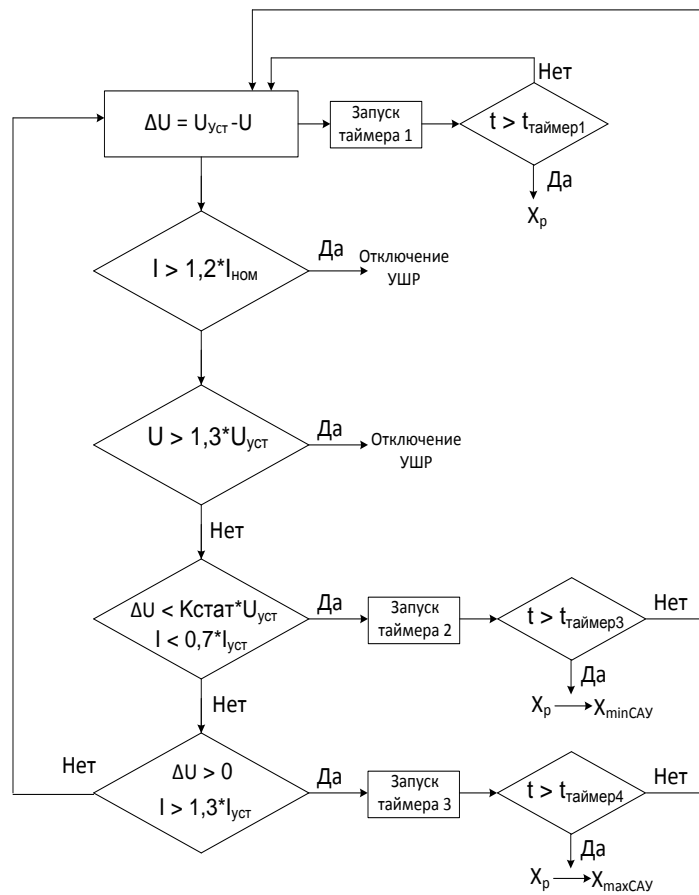 Нет
ΔU = Uуст -U
Запуск
таймера 1
t > tтаймер1
Да
Xр
I > 1,2*Iном
Да
Отключение
УШР
U > 1,3*Uуст
Да
Отключение
УШР
Нет
ΔU < Kстат*Uуст
I < 0,7*Iуст
Да
Запуск
таймера 2
t > tтаймер3
Нет
Да
Xр
XminСАУ
Нет
Нет
ΔU > 0
I > 1,3*Iуст
Да
Запуск
таймера 3
t > tтаймер4
Нет
Да
Xр
XmaxСАУ